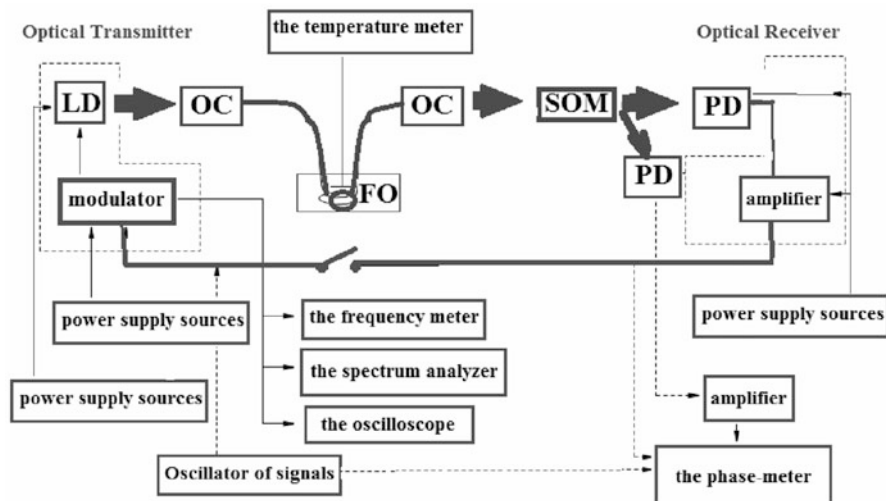 the temperature meter
Optical Transmitter
Optical Receiver
LD
OC
OC
SOM
PD
PD
FO
modulator
amplifier
power supply sources
the frequency meter
power supply sources
the spectrum analyzer
power supply sources
amplifier
the oscilloscope
Oscillator of signals
the phase-meter